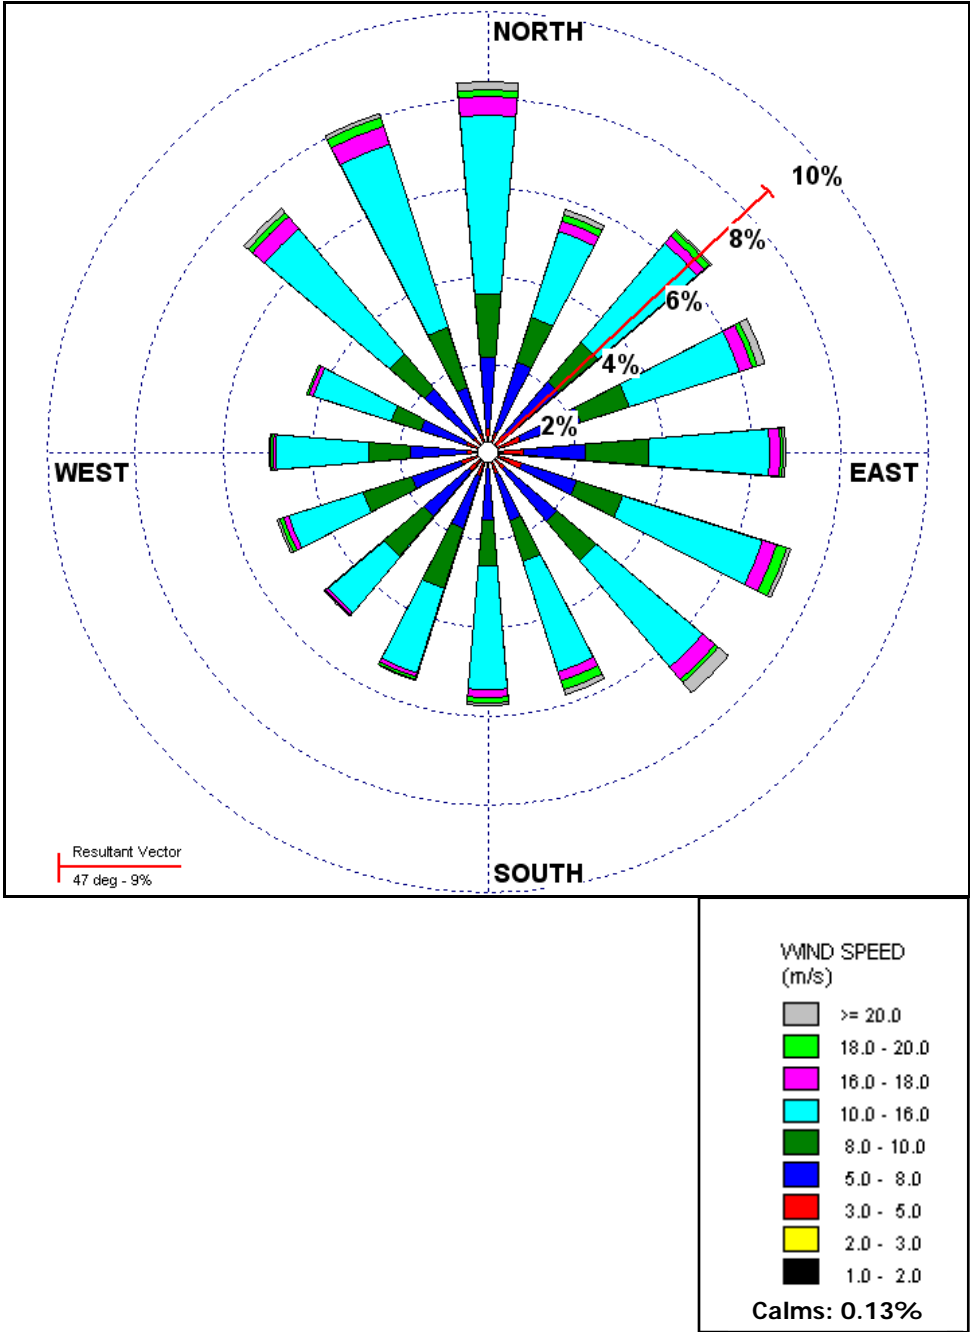 NORTH
10%
8%
6%
4%
2%
WEST
EAST
Resultant Vector
47 deg - 9%
SOUTH
WIND SPEED
(m/s)
>= 20.0
18.0 - 20.0
16.0 - 18.0
10.0 - 16.0
8.0 - 10.0
5.0 - 8.0
3.0 - 5.0
2.0 - 3.0
1.0 - 2.0
Calms: 0.13%